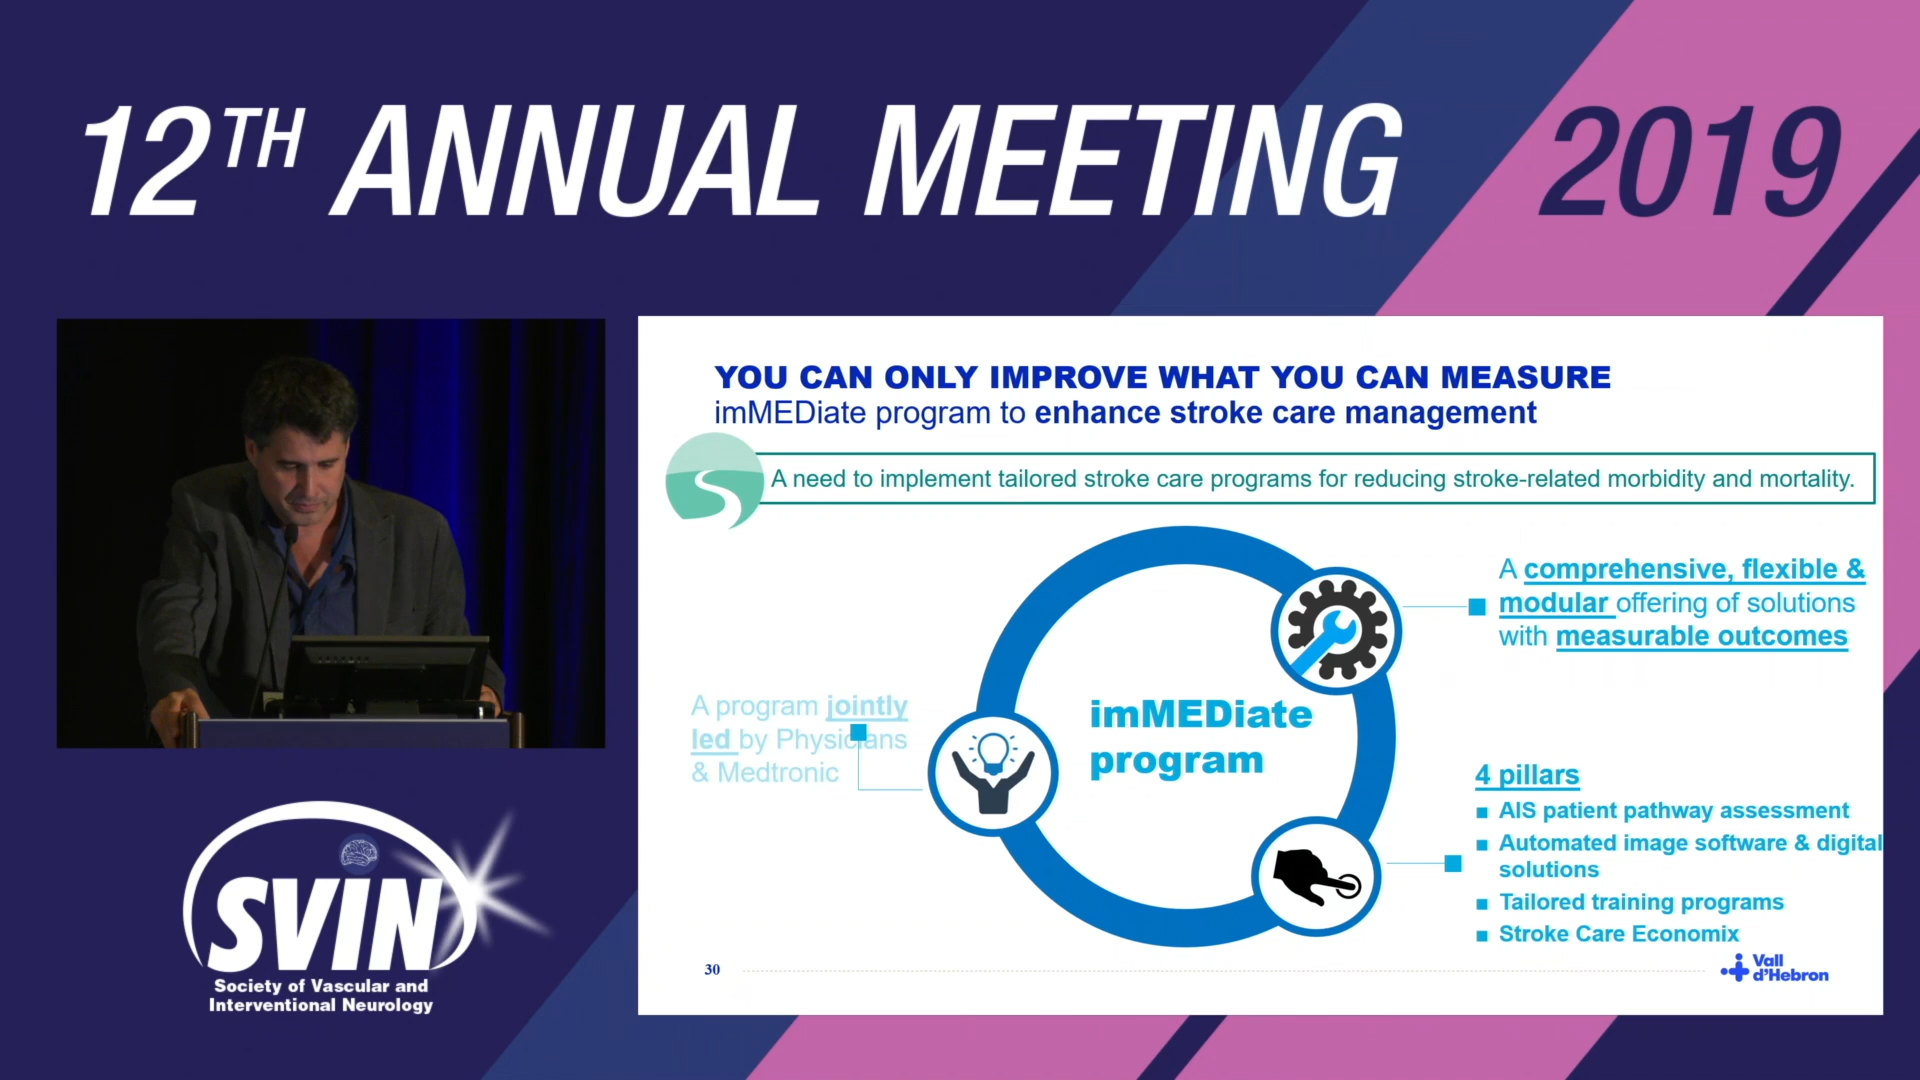 12TH ANNUAL MEETING 2019
YOU CAN ONLY IMPROVE WHAT YOU CAN MEASURE
imMEDiate program to enhance stroke care management
A need to implement tailored stroke care programs for reducing stroke-related morbidity and mortality.
A comprehensive, flexible &
modular offering of solutions
with measurable outcomes
A program jointly
led by Physicians
& Medtronic
imMEDiate
program
4 pillars
AIS patient pathway assessment
Automated image software & digital
solutions
Tailored training programs
Stroke Care Economix
30
Vall
d'Hebron
SVIN
Society of Vascular and
Interventional Neurology